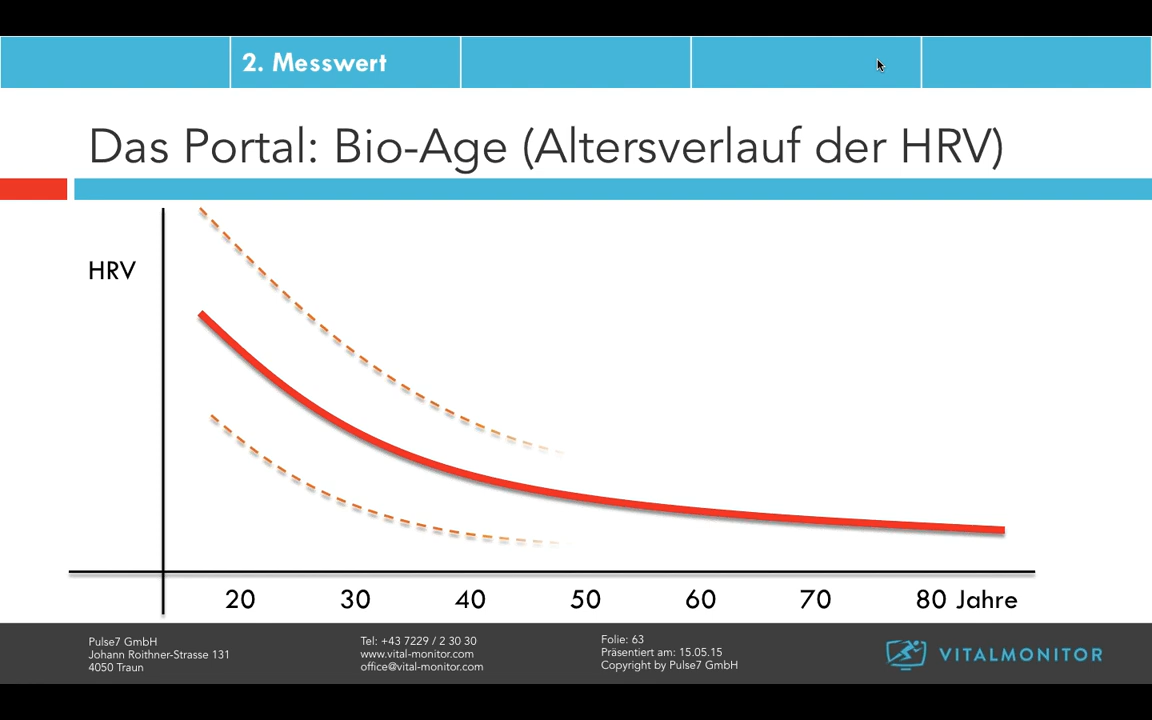 2. Messwert
Das Portal: Bio-Age (Altersverlauf der HRV)
HRV
20 30 40 50 60 70 80 Jahre
Pulse7 GmbH
Johann Roithner-Strasse 131
4050 Traun
Tel: +43 7229 / 2 30 30
www.vital-monitor.com
office@vital-monitor.com
Folie: 63
Präsentiert am: 15.05.15
Copyright by Pulse7 GmbH
VITALMONITOR